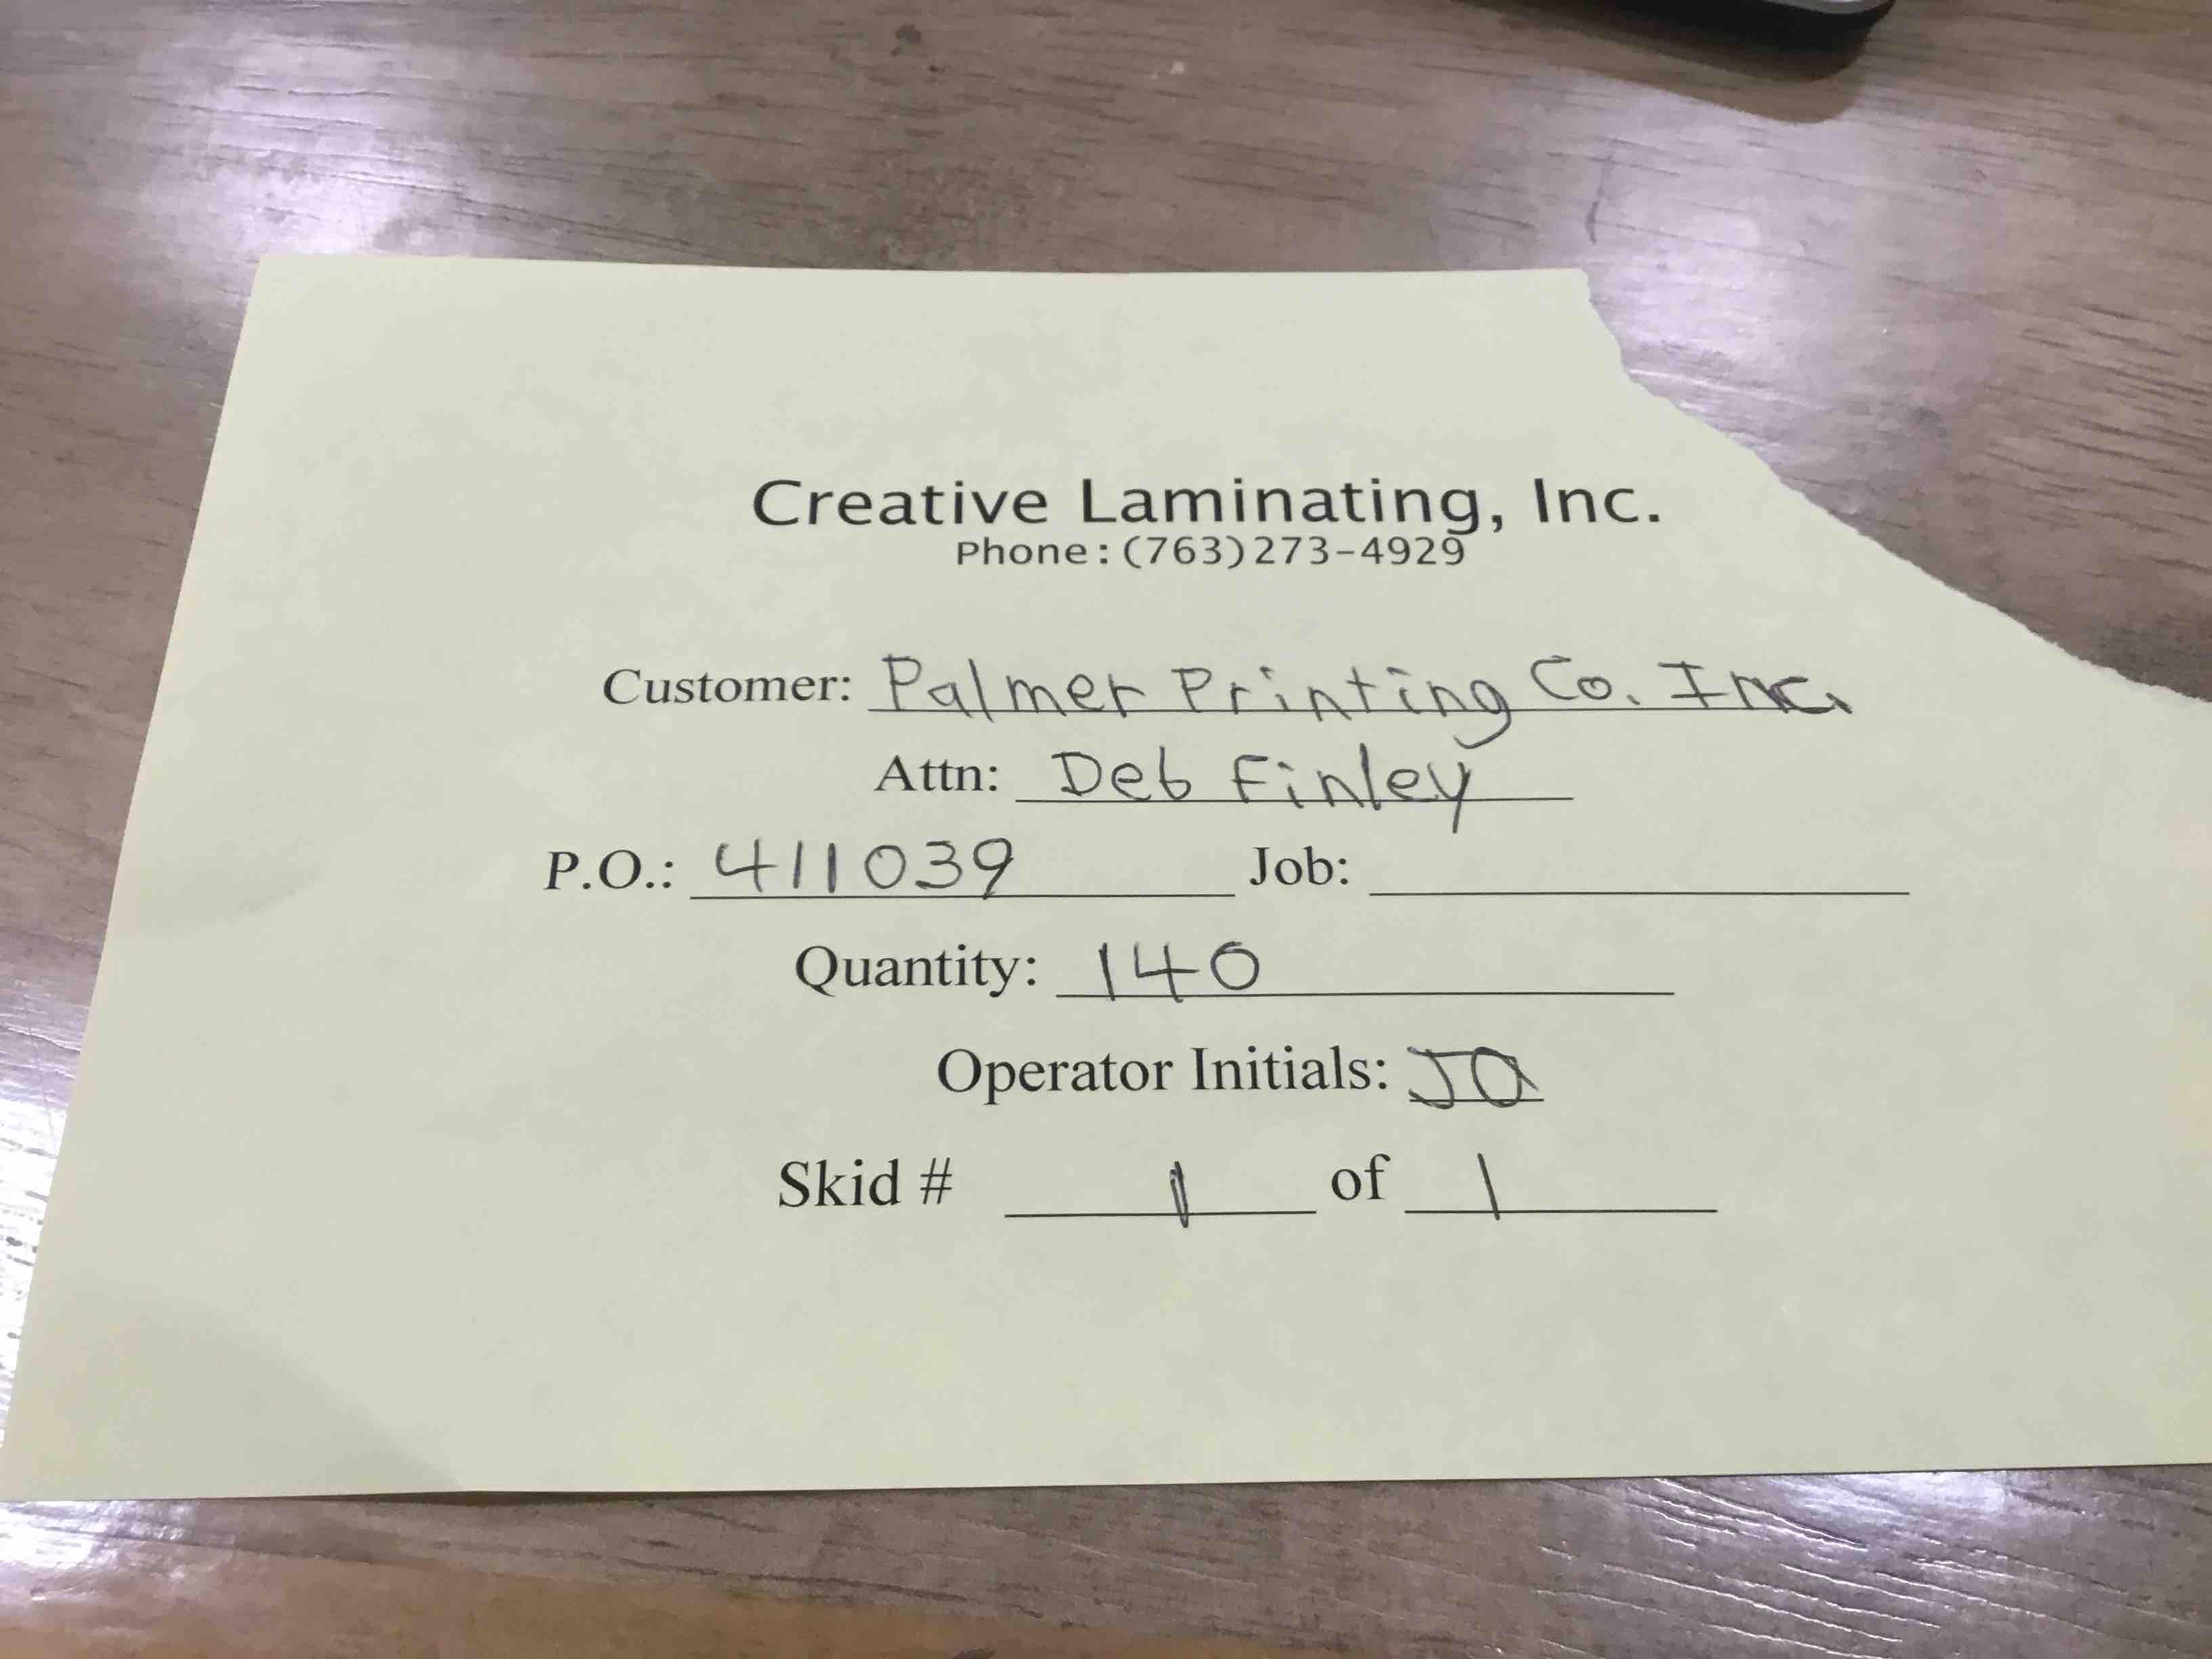 Creative Laminating, Inc.
Phone: (763)273-4929
Customer: Palmer Printing Co. Inc.
Attn: Deb Finley
P.O.: 411039 Job:
Quantity: 140
Operator Initials: JA
Skid # 1 of 1